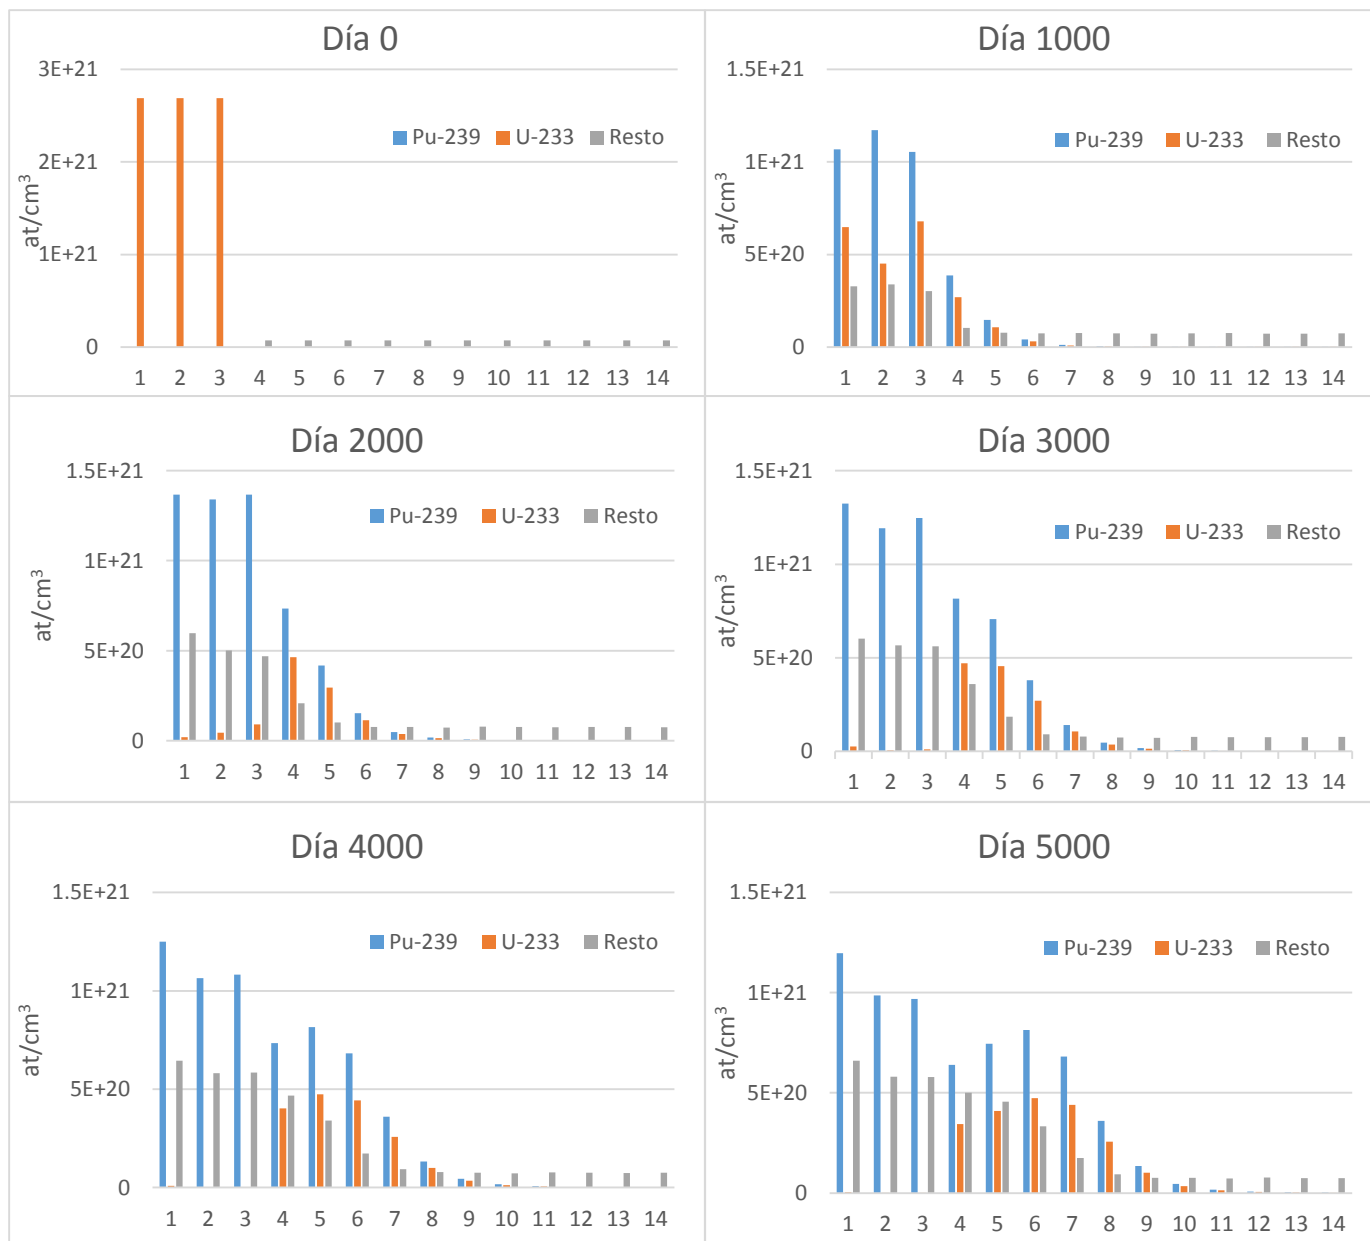 Día 0
3E+21
2E+21
1E+21
0
at/cm³
Pu-239 U-233 Resto
1 2 3 4 5 6 7 8 9 10 11 12 13 14
Día 1000
1.5E+21
1E+21
5E+20
0
at/cm³
Pu-239 U-233 Resto
1 2 3 4 5 6 7 8 9 10 11 12 13 14
Día 2000
1.5E+21
1E+21
5E+20
0
at/cm³
Pu-239 U-233 Resto
1 2 3 4 5 6 7 8 9 10 11 12 13 14
Día 3000
1.5E+21
1E+21
5E+20
0
at/cm³
Pu-239 U-233 Resto
1 2 3 4 5 6 7 8 9 10 11 12 13 14
Día 4000
1.5E+21
1E+21
5E+20
0
at/cm³
Pu-239 U-233 Resto
1 2 3 4 5 6 7 8 9 10 11 12 13 14
Día 5000
1.5E+21
1E+21
5E+20
0
at/cm³
Pu-239 U-233 Resto
1 2 3 4 5 6 7 8 9 10 11 12 13 14